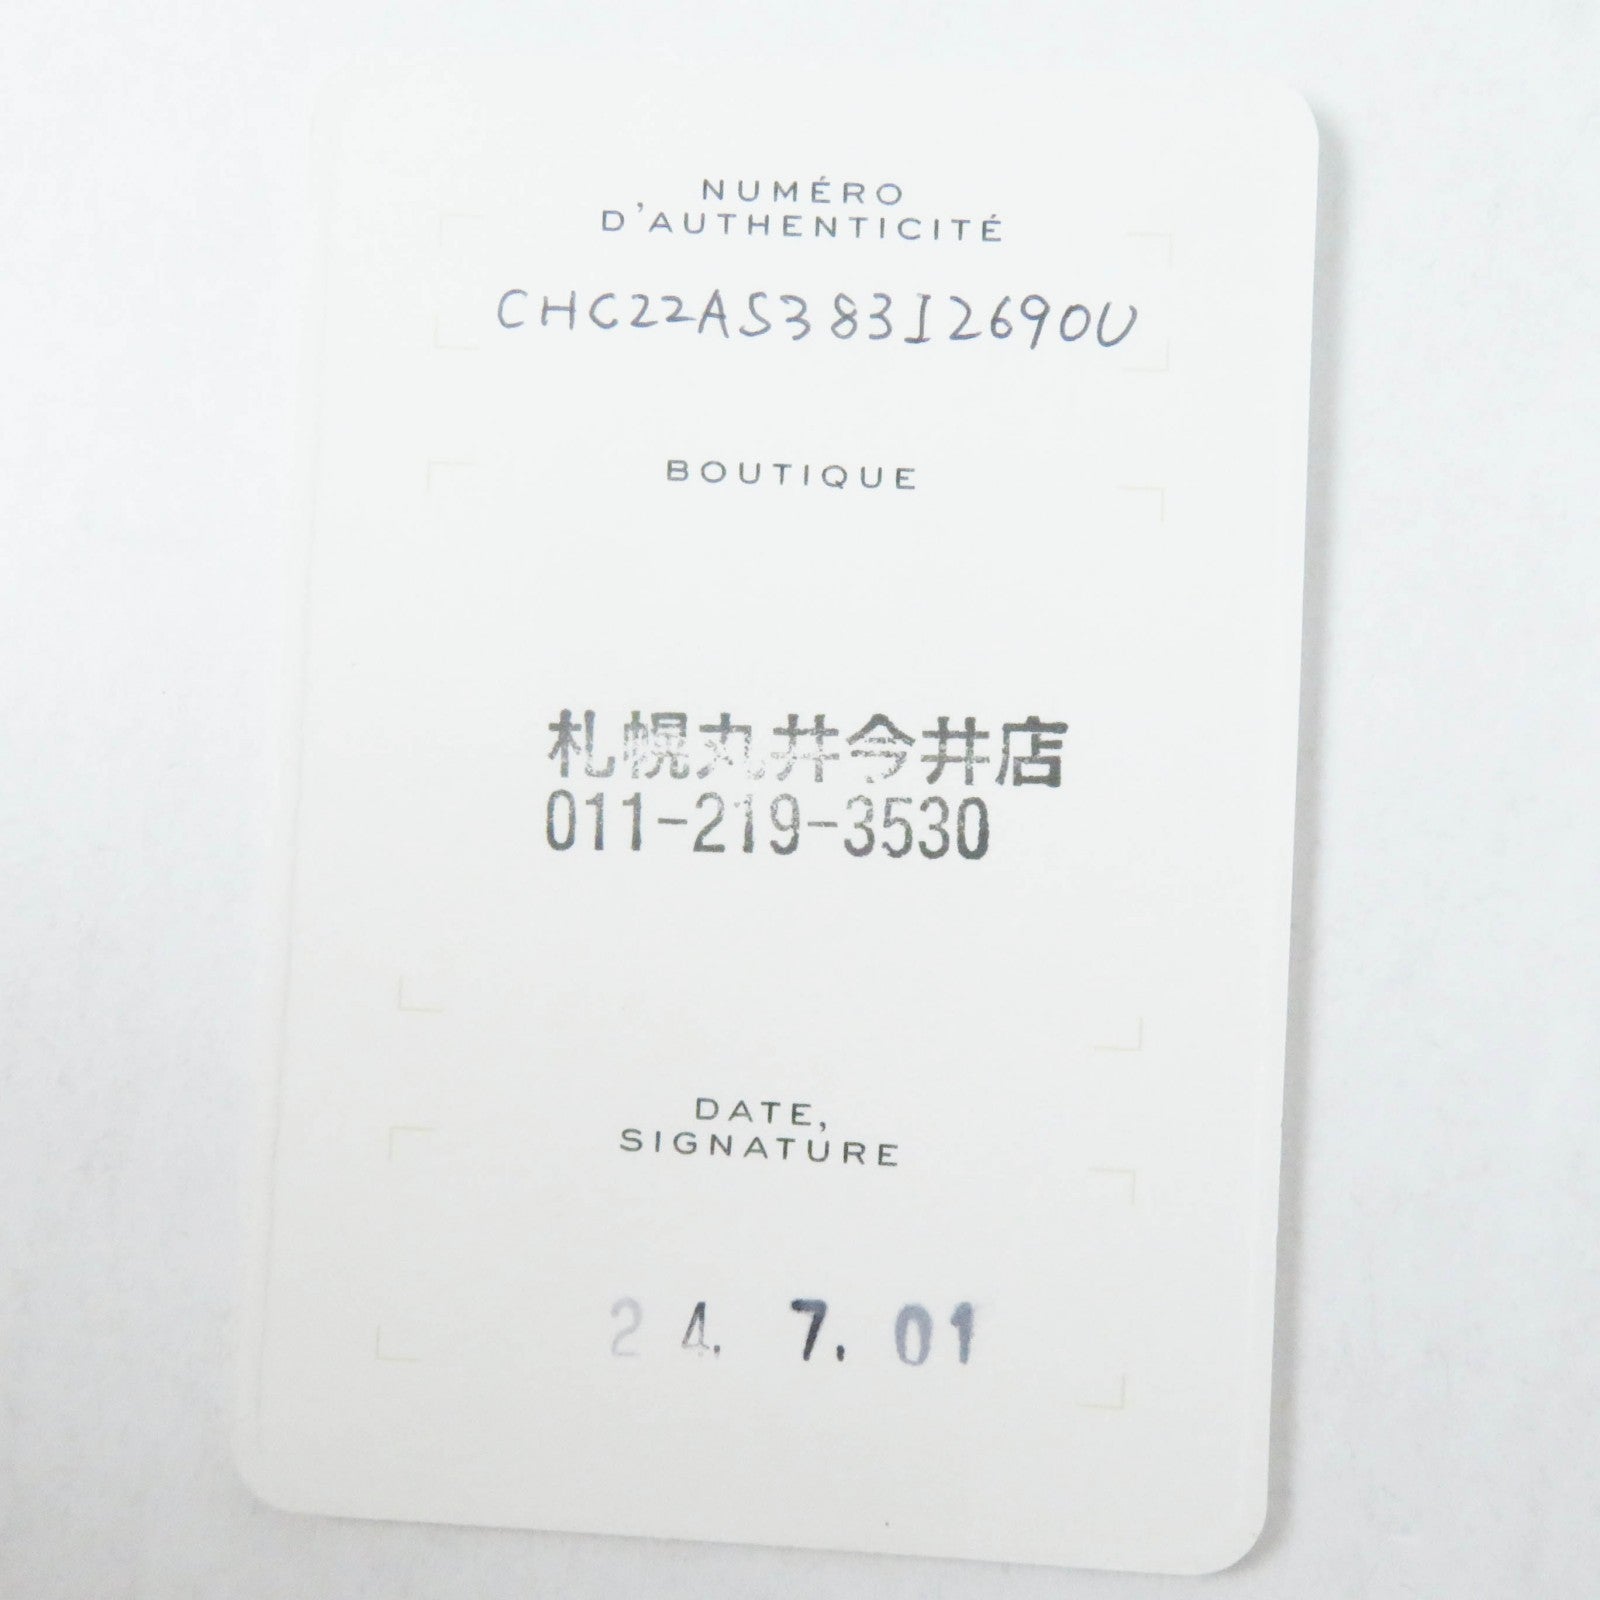 NUMÉRO
D'AUTHENTICITÉ
CHC22AS383I2690U
BOUTIQUE
札幌丸井今井店
011-219-3530
DATE,
SIGNATURE
24. 7. 01